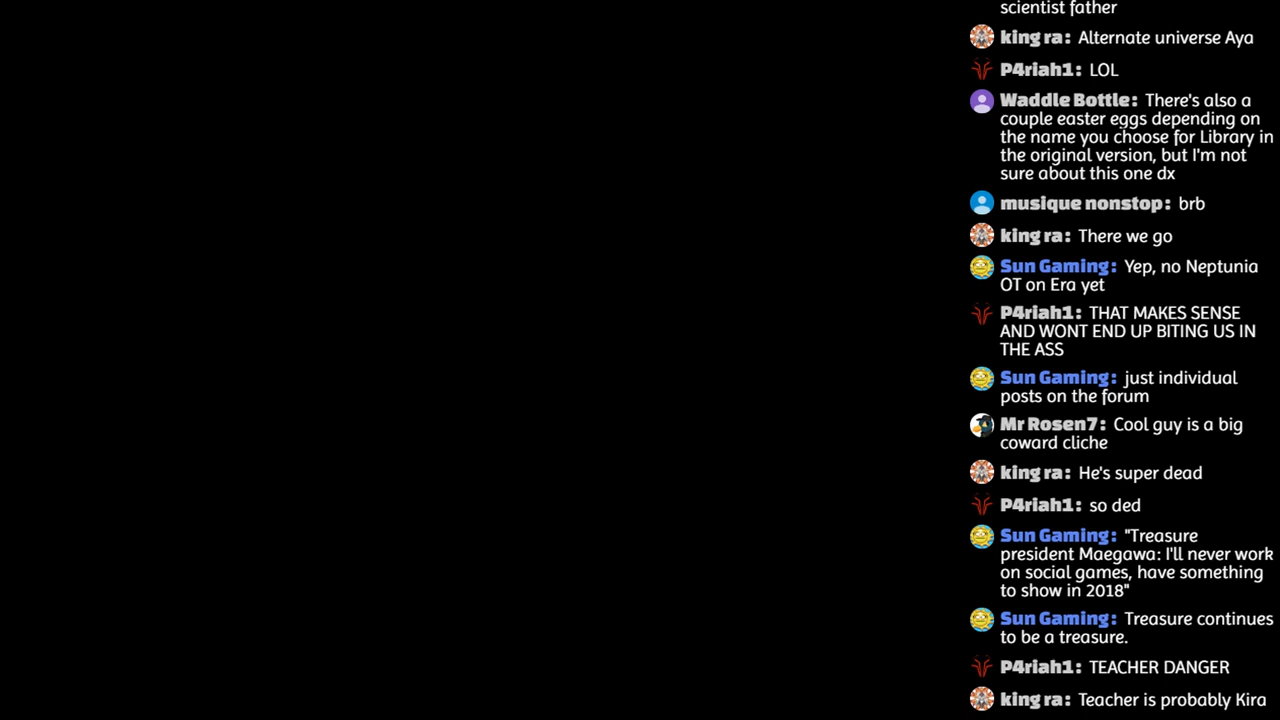 scientist father
king ra: Alternate universe Aya
P4riah1: LOL
Waddle Bottle: There's also a
couple easter eggs depending on
the name you choose for Library in
the original version, but I'm not
sure about this one dx
musique nonstop: brb
king ra: There we go
Sun Gaming: Yep, no Neptunia
OT on Era yet
P4riah1: THAT MAKES SENSE
AND WONT END UP BITING US IN
THE ASS
Sun Gaming: just individual
posts on the forum
Mr Rosen7: Cool guy is a big
coward cliche
king ra: He's super dead
P4riah1: so ded
Sun Gaming: "Treasure
president Maegawa: I'll never work
on social games, have something
to show in 2018"
Sun Gaming: Treasure continues
to be a treasure.
P4riah1: TEACHER DANGER
king ra: Teacher is probably Kira